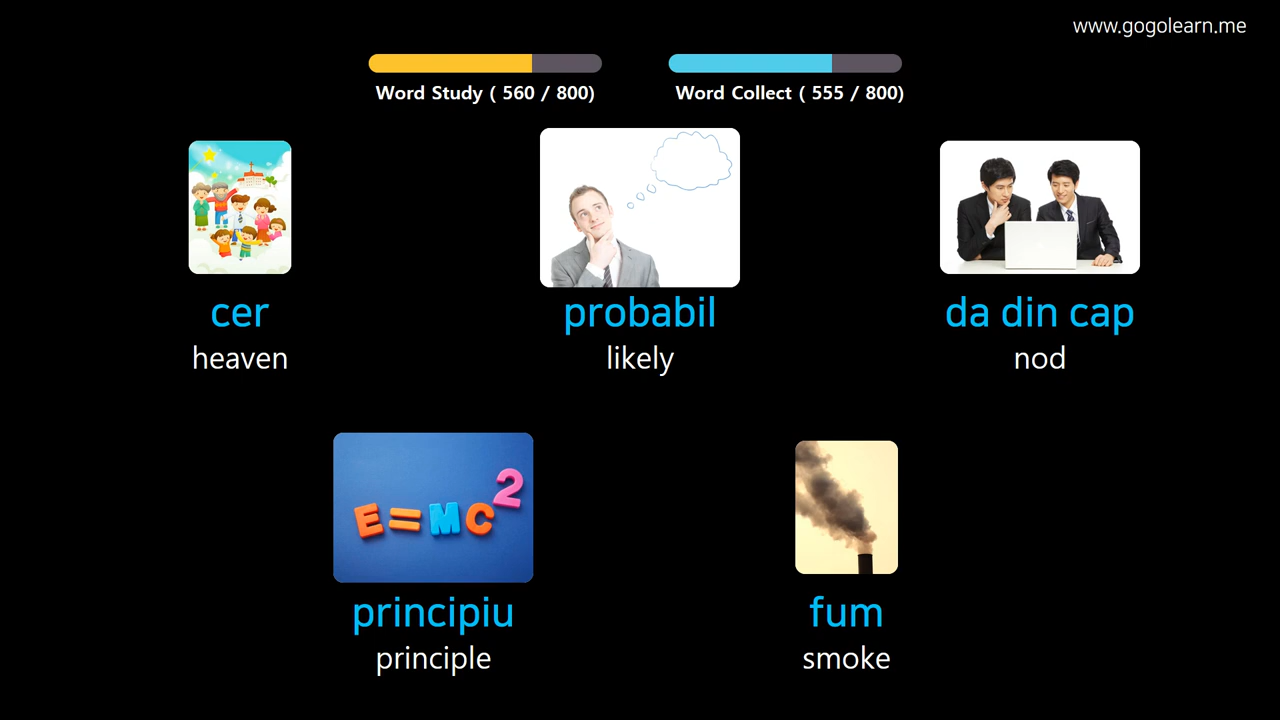 www.gogolearn.me
Word Study ( 560 / 800)
Word Collect ( 555 / 800)
cer
heaven
probabil
likely
da din cap
nod
E=MC2
principiu
principle
fum
smoke